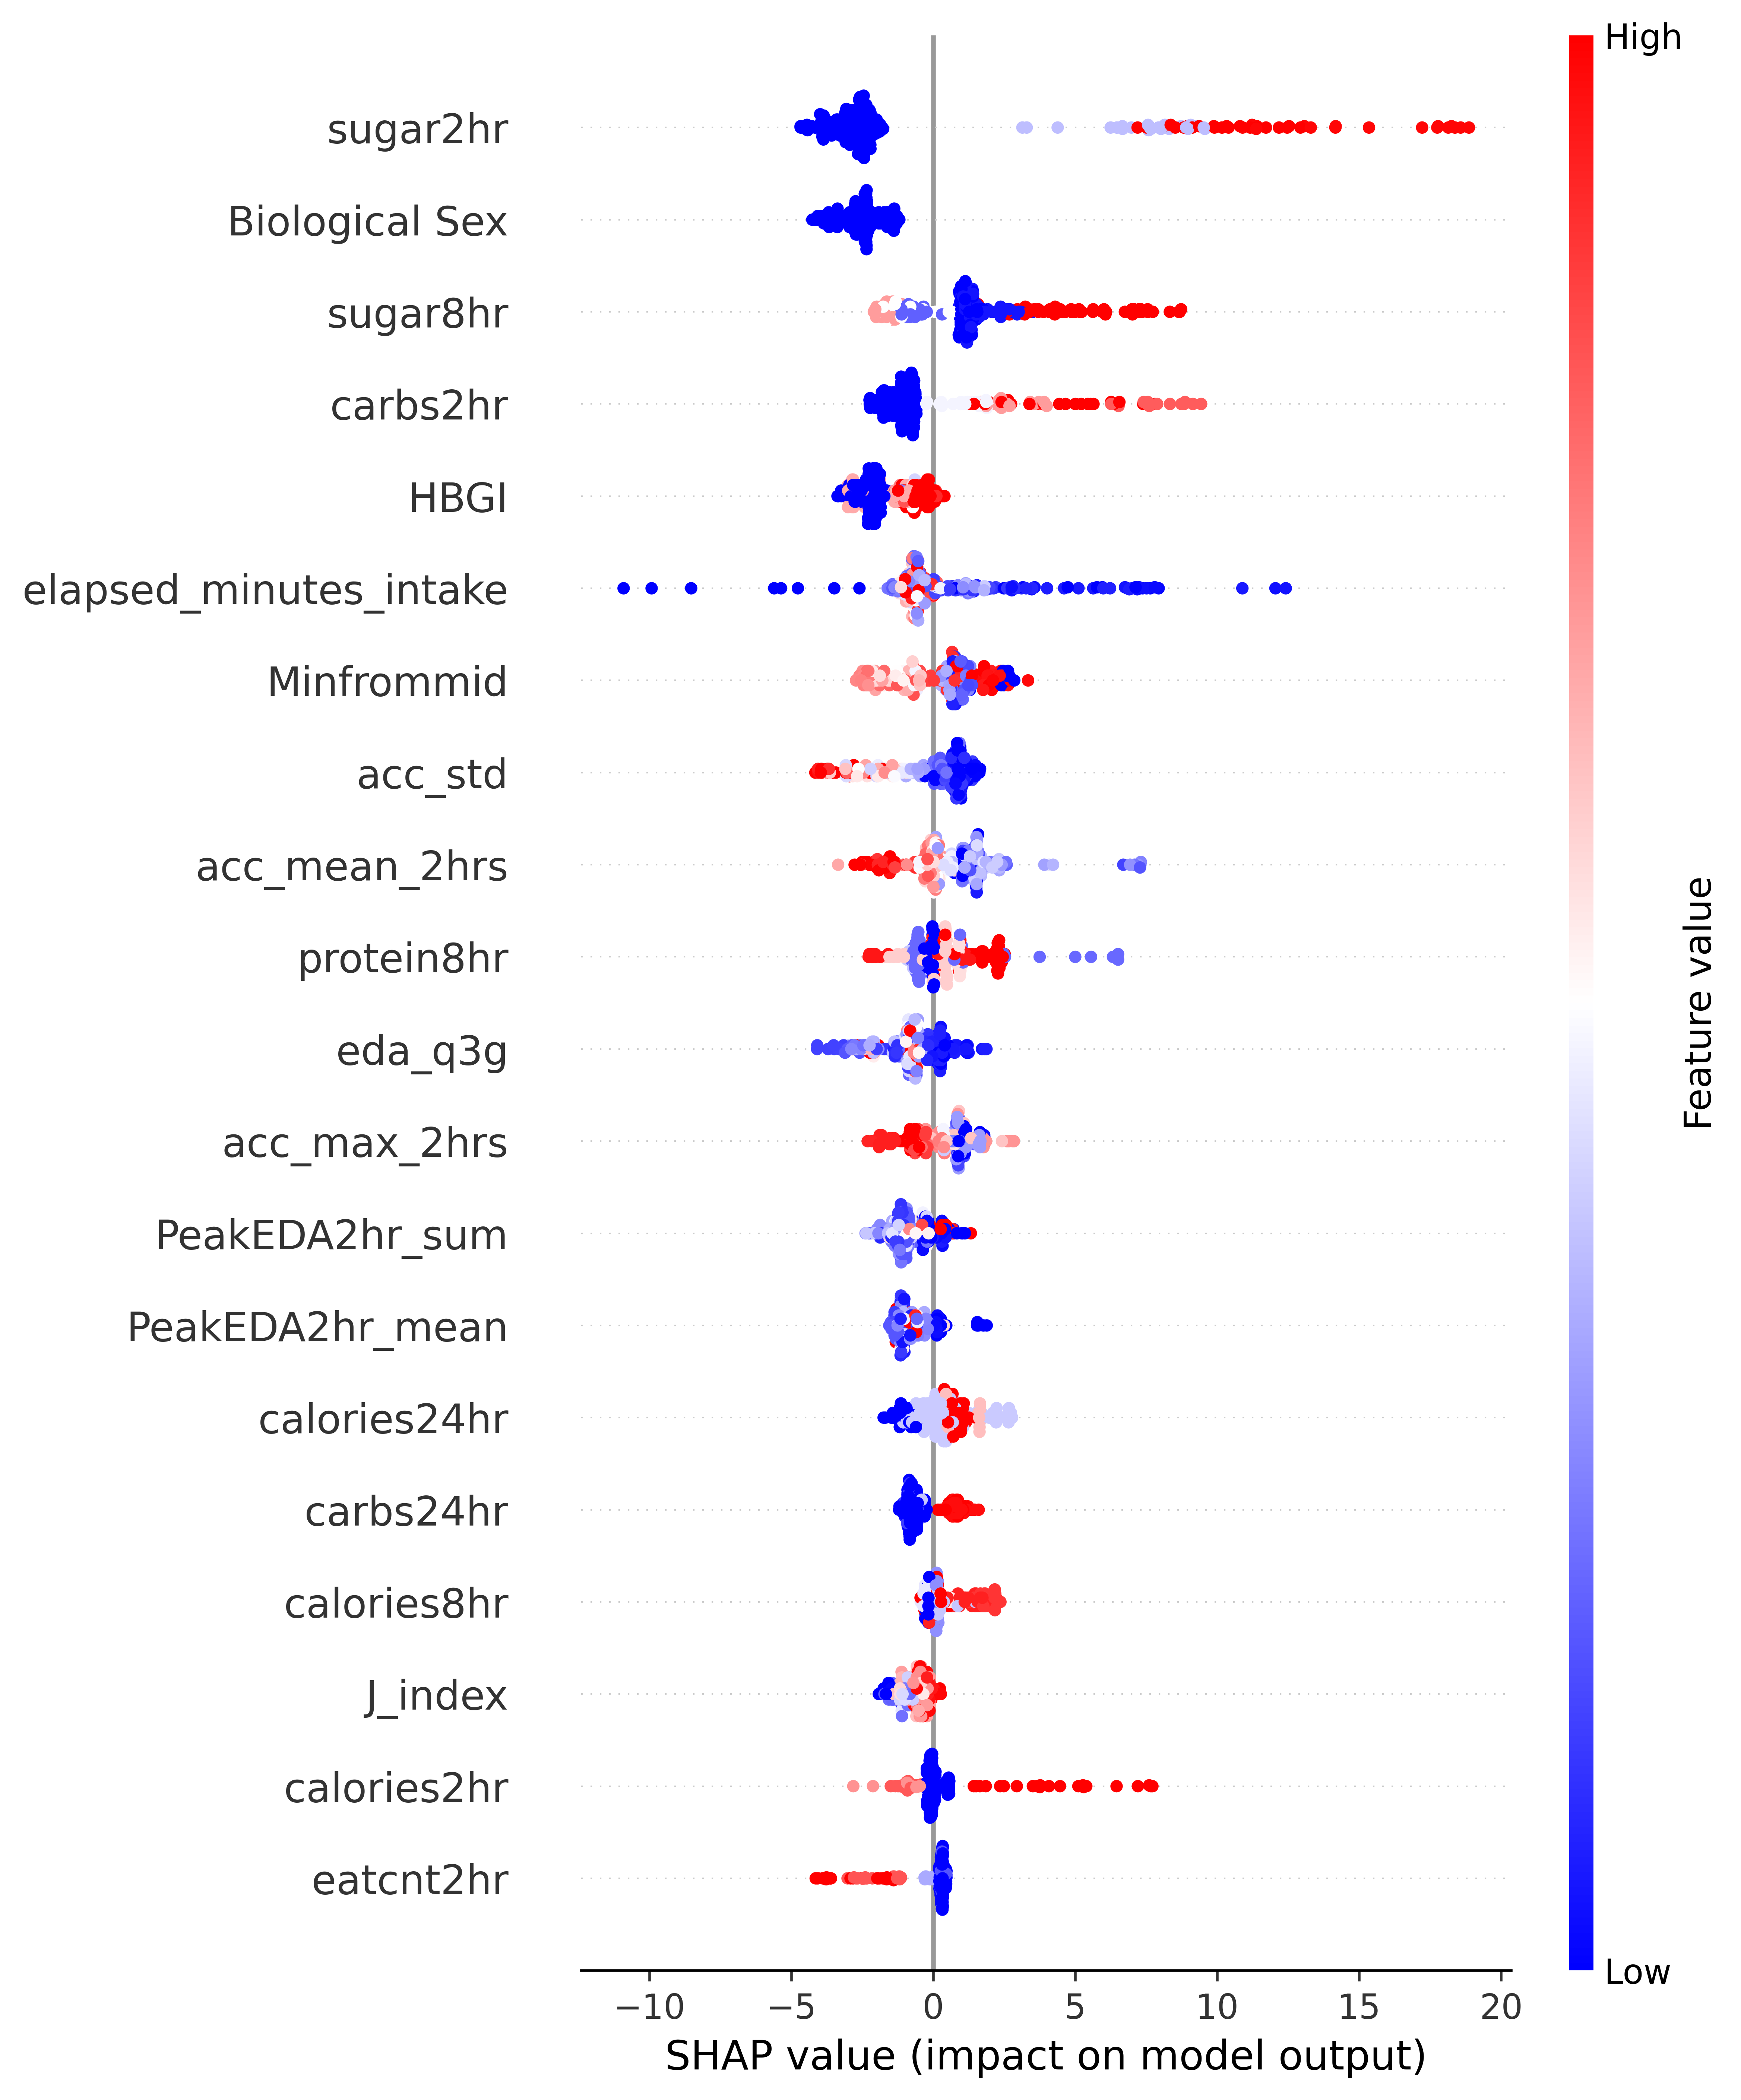 High
sugar2hr
Biological Sex
sugar8hr
carbs2hr
HBGI
elapsed_minutes_intake
Minfrommid
acc_std
acc_mean_2hrs
protein8hr
eda_q3g
acc_max_2hrs
PeakEDA2hr_sum
PeakEDA2hr_mean
calories24hr
carbs24hr
calories8hr
J_index
calories2hr
eatcnt2hr
Feature value
Low
−10 −5 0 5 10 15 20
SHAP value (impact on model output)